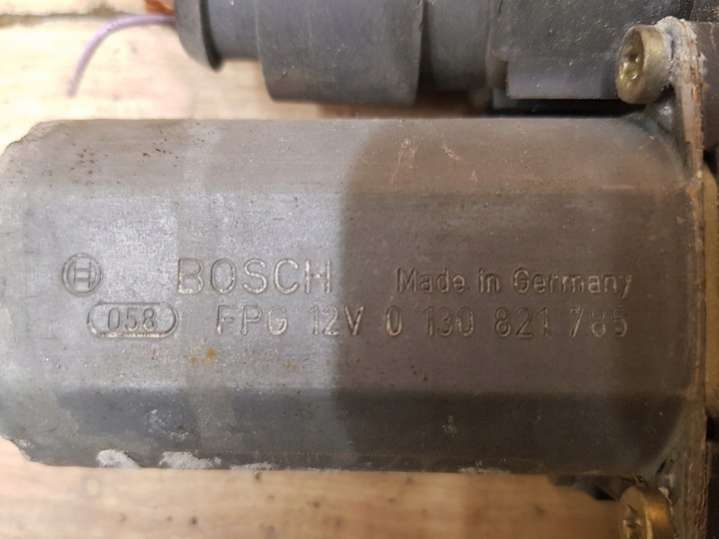 BOSCH Made in Germany
058 FPG 12V 0 130 821 785